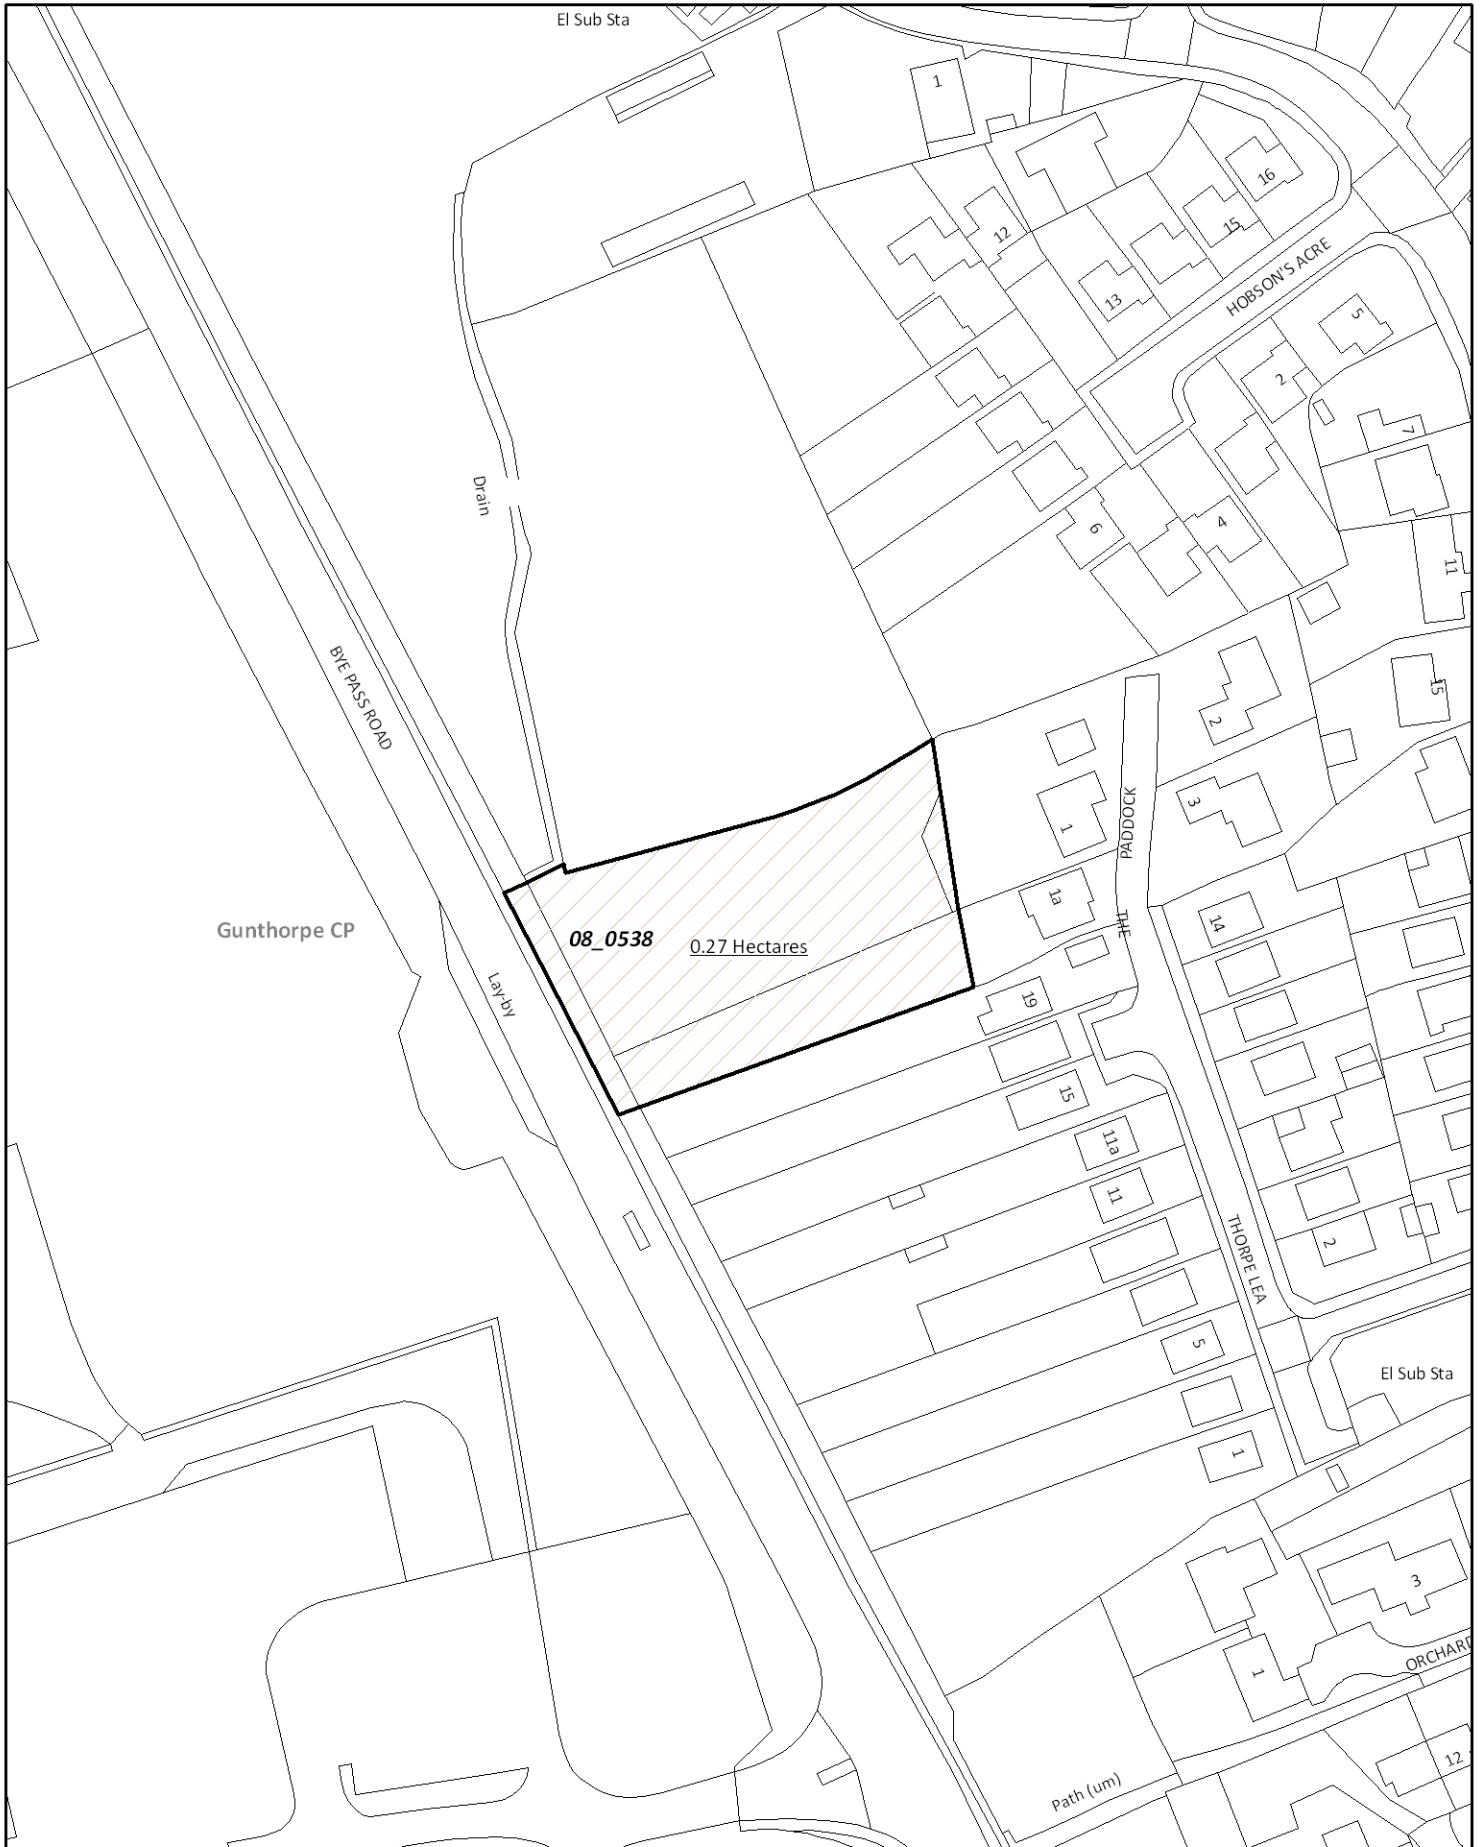 El Sub Sta
1
16
12
15
13
HOBSON'S ACRE
5
2
7
Drain
6
4
11
BYE PASS ROAD
15
2
3
1
PADDOCK
THE
1a
14
Gunthorpe CP
08_0538
0.27 Hectares
Lay-by
19
15
11a
11
THORPE LEA
2
5
El Sub Sta
1
3
ORCHARD
1
12
Path (um)